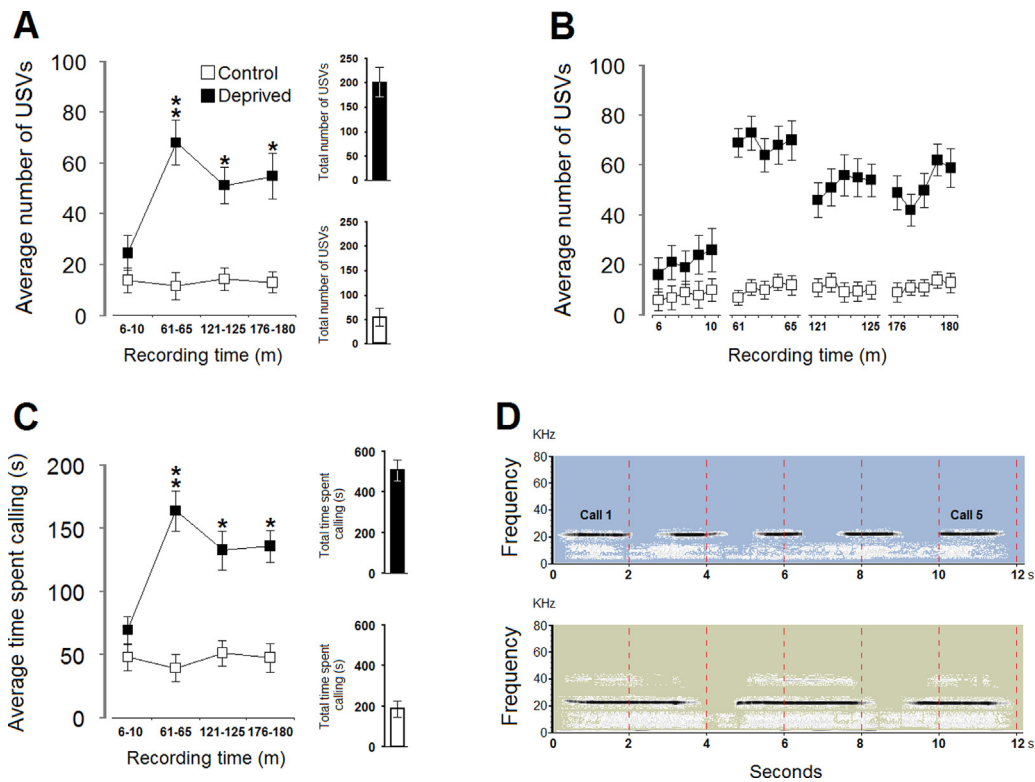 A
Average number of USVs
100
80
60
40
20
0
Control
Deprived
**
*
*
6-10 61-65 121-125 176-180
Recording time (m)
Total number of USVs
250
200
150
100
50
0
Total number of USVs
250
200
150
100
50
0
B
Average number of USVs
100
80
60
40
20
0
6 10 61 65 121 125 176 180
Recording time (m)
C
Average time spent calling (s)
200
150
100
50
0
**
*
*
6-10 61-65 121-125 176-180
Recording time (m)
Total time spent
calling (s)
600
400
200
0
Total time spent
calling (s)
600
400
200
0
D
KHz
Frequency
80
60
40
20
0
Call 1 Call 5
0 2 4 6 8 10 12 s
KHz
Frequency
80
60
40
20
0
0 2 4 6 8 10 12 s
Seconds